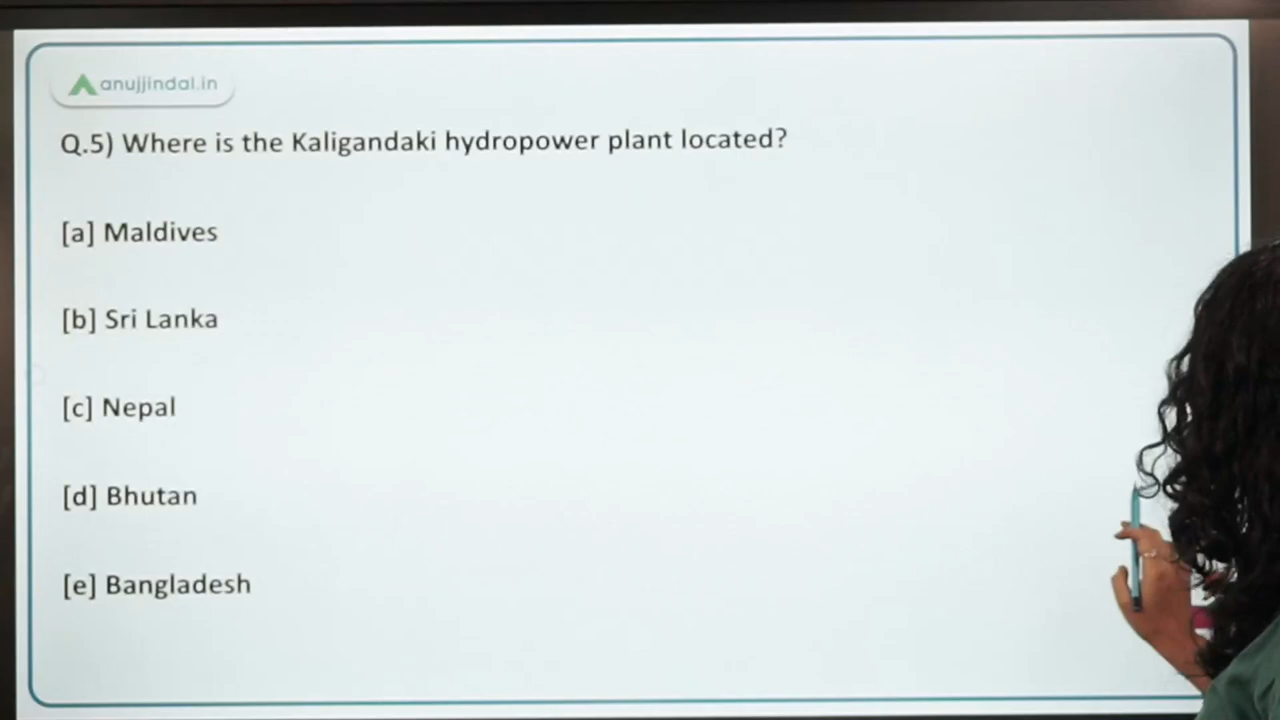 anujjindal.in
Q.5) Where is the Kaligandaki hydropower plant located?
[a] Maldives
[b] Sri Lanka
[c] Nepal
[d] Bhutan
[e] Bangladesh